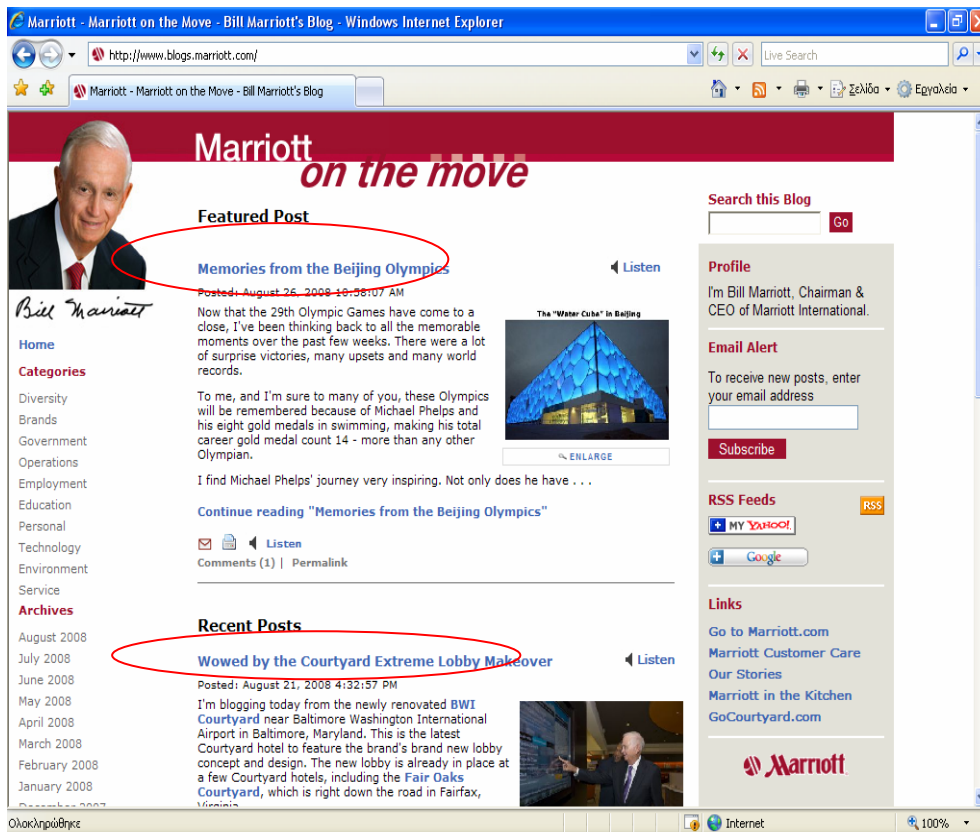 Marriott - Marriott on the Move - Bill Marriott's Blog - Windows Internet Explorer
http://www.blogs.marriott.com/
Live Search
Marriott - Marriott on the Move - Bill Marriott's Blog
Σελίδα
Εργαλεία
Marriott
on the move
Bill Marriott
Home
Categories
Diversity
Brands
Government
Operations
Employment
Education
Personal
Technology
Environment
Service
Archives
August 2008
July 2008
June 2008
May 2008
April 2008
March 2008
February 2008
January 2008
December 2007
Featured Post
Memories from the Beijing Olympics
Listen
Posted: August 26, 2008 10:58:07 AM
Now that the 29th Olympic Games have come to a
close, I've been thinking back to all the memorable
moments over the past few weeks. There were a lot
of surprise victories, many upsets and many world
records.
The "Water Cube" in Beijing
ENLARGE
To me, and I'm sure to many of you, these Olympics
will be remembered because of Michael Phelps and
his eight gold medals in swimming, making his total
career gold medal count 14 - more than any other
Olympian.
I find Michael Phelps' journey very inspiring. Not only does he have . . .
Continue reading "Memories from the Beijing Olympics"
Listen
Comments (1) | Permalink
Recent Posts
Wowed by the Courtyard Extreme Lobby Makeover
Listen
Posted: August 21, 2008 4:32:57 PM
I'm blogging today from the newly renovated BWI
Courtyard near Baltimore Washington International
Airport in Baltimore, Maryland. This is the latest
Courtyard hotel to feature the brand's brand new lobby
concept and design. The new lobby is already in place at
a few Courtyard hotels, including the Fair Oaks
Courtyard, which is right down the road in Fairfax,
Virginia.
Search this Blog
Go
Profile
I'm Bill Marriott, Chairman &
CEO of Marriott International.
Email Alert
To receive new posts, enter
your email address
Subscribe
RSS Feeds
RSS
MY YAHOO!
Google
Links
Go to Marriott.com
Marriott Customer Care
Our Stories
Marriott in the Kitchen
GoCourtyard.com
Marriott
Ολοκληρώθηκε
Internet
100%